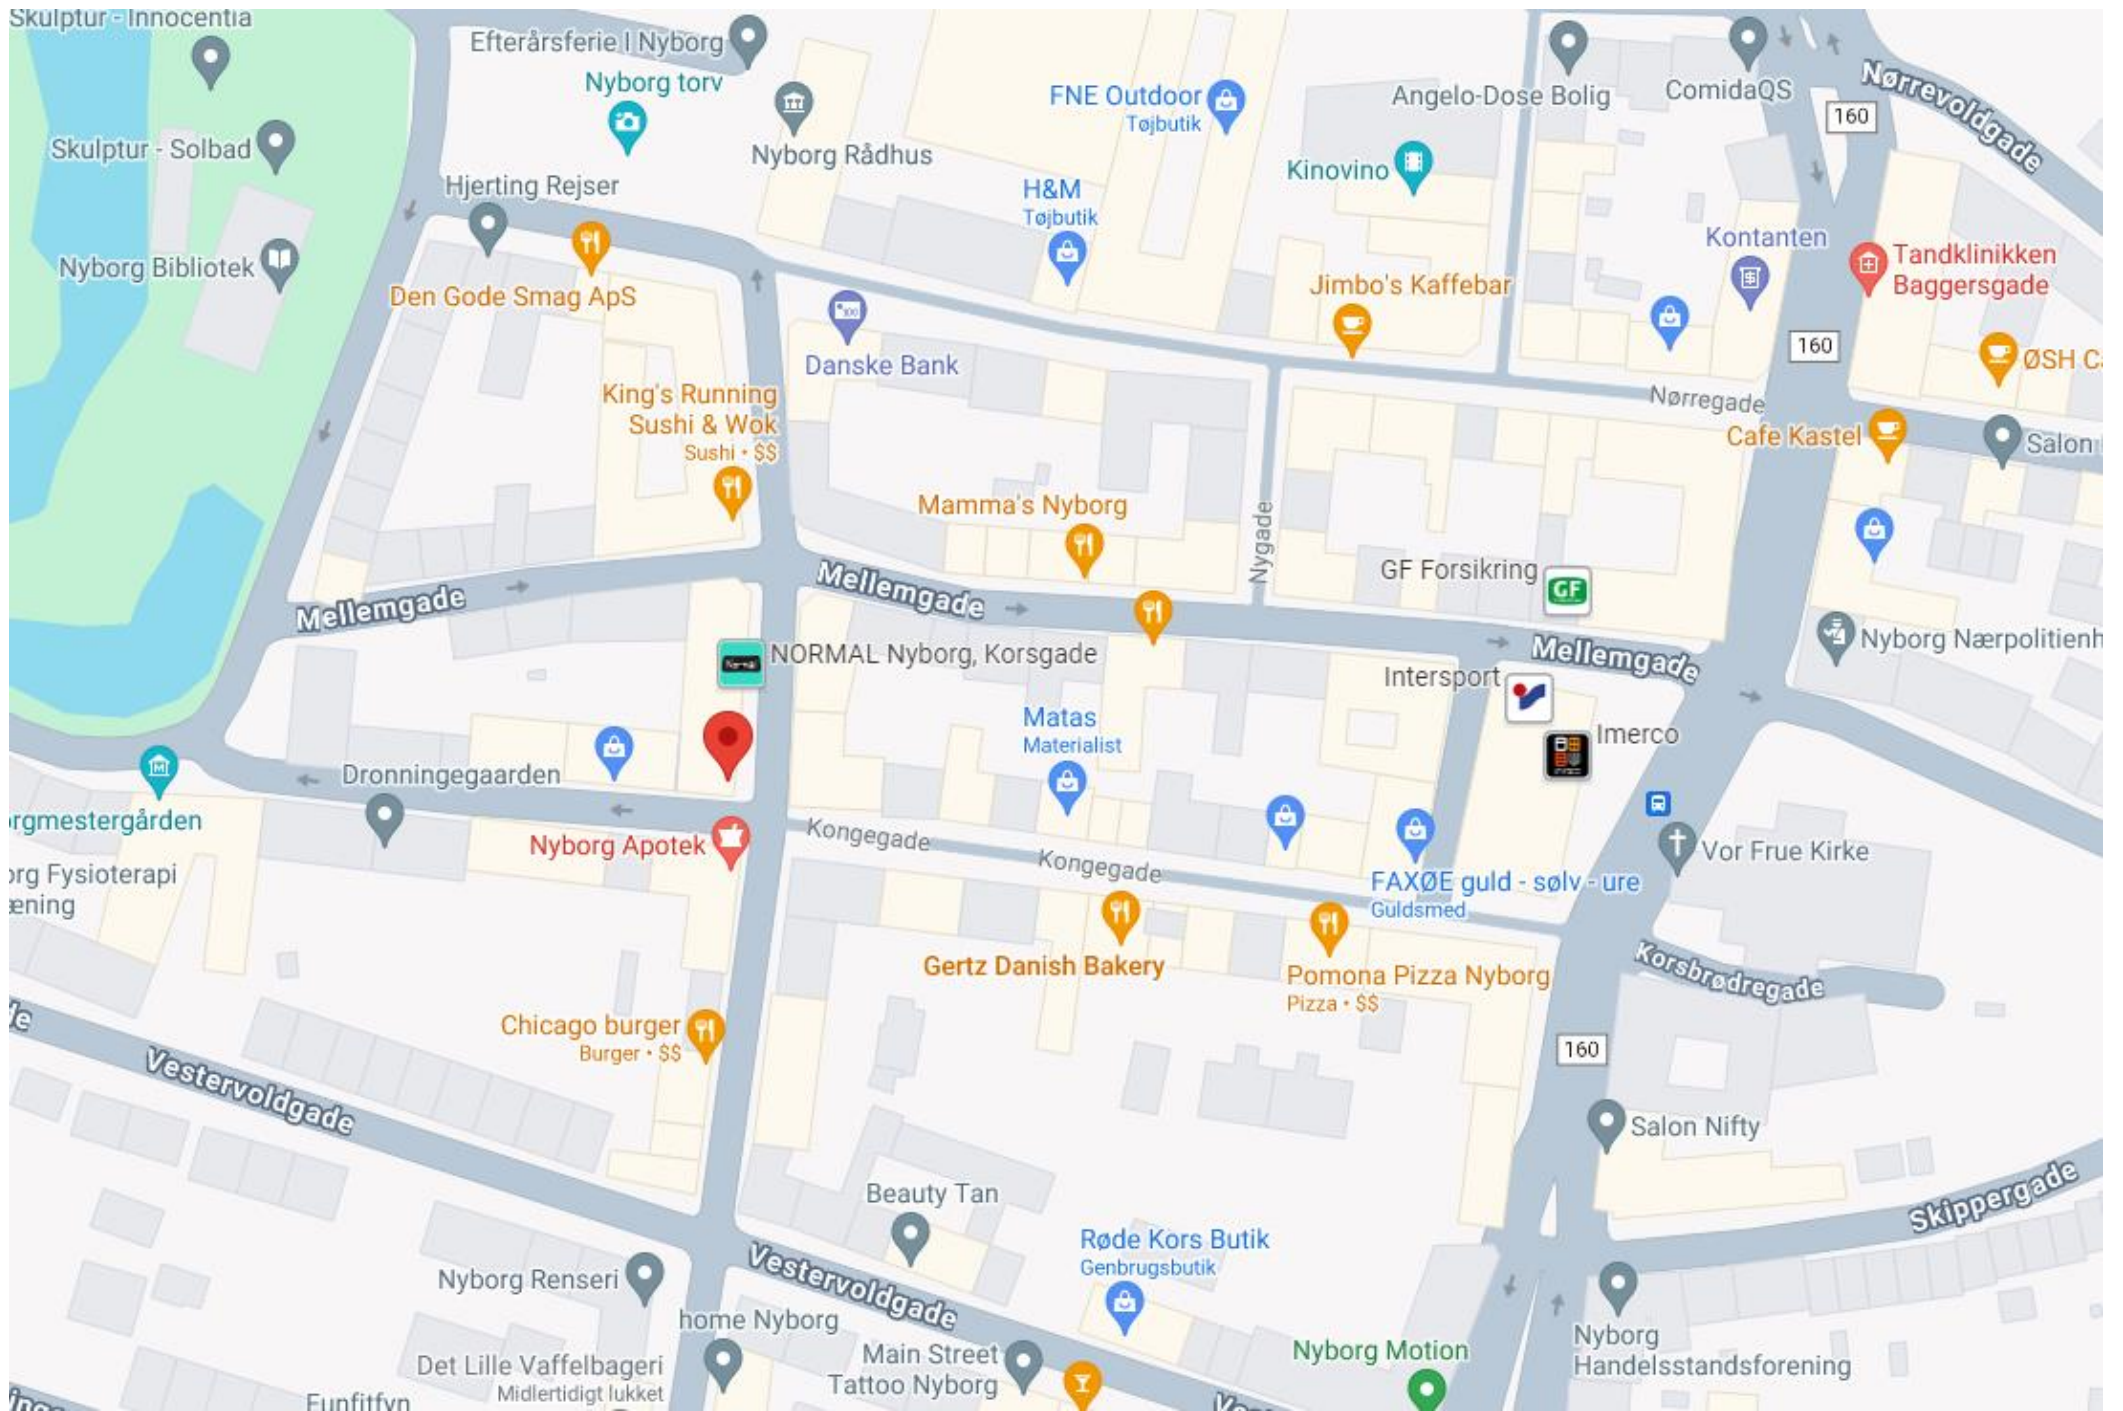 Skulptur - Innocentia
Efterårsferie I Nyborg
Nyborg torv
Nyborg Rådhus
FNE Outdoor
Tøjbutik
Angelo-Dose Bolig
ComidaQS
160
Nørrevoldgade
Skulptur - Solbad
Hjerting Rejser
H&M
Tøjbutik
Kinovino
Nyborg Bibliotek
Den Gode Smag ApS
Kontanten
Tandklinikken
Baggersgade
Jimbo's Kaffebar
Danske Bank
160
ØSH
King's Running
Sushi & Wok
Sushi • $$
Nørregade
Cafe Kastel
Salon
Mamma's Nyborg
Nygade
GF Forsikring
GF
Mellemgade
Mellemgade
Mellemgade
Nyborg Nærpolitienh
NORMAL Nyborg, Korsgade
Normal
Intersport
Imerco
Matas
Materialist
Dronningegaarden
rgmestergården
Nyborg Apotek
Kongegade
Kongegade
Vor Frue Kirke
org Fysioterapi
ening
FAXØE guld - sølv - ure
Guldsmed
Gertz Danish Bakery
Pomona Pizza Nyborg
Pizza • $$
Korsbrødregade
de
Chicago burger
Burger • $$
160
Vestervoldgade
Salon Nifty
Beauty Tan
Skippergade
Røde Kors Butik
Genbrugsbutik
Vestervoldgade
Nyborg Renseri
home Nyborg
Main Street
Tattoo Nyborg
Nyborg Motion
Nyborg
Handelsstandsforening
Det Lille Vaffelbageri
Midlertidigt lukket
Funfitfyn